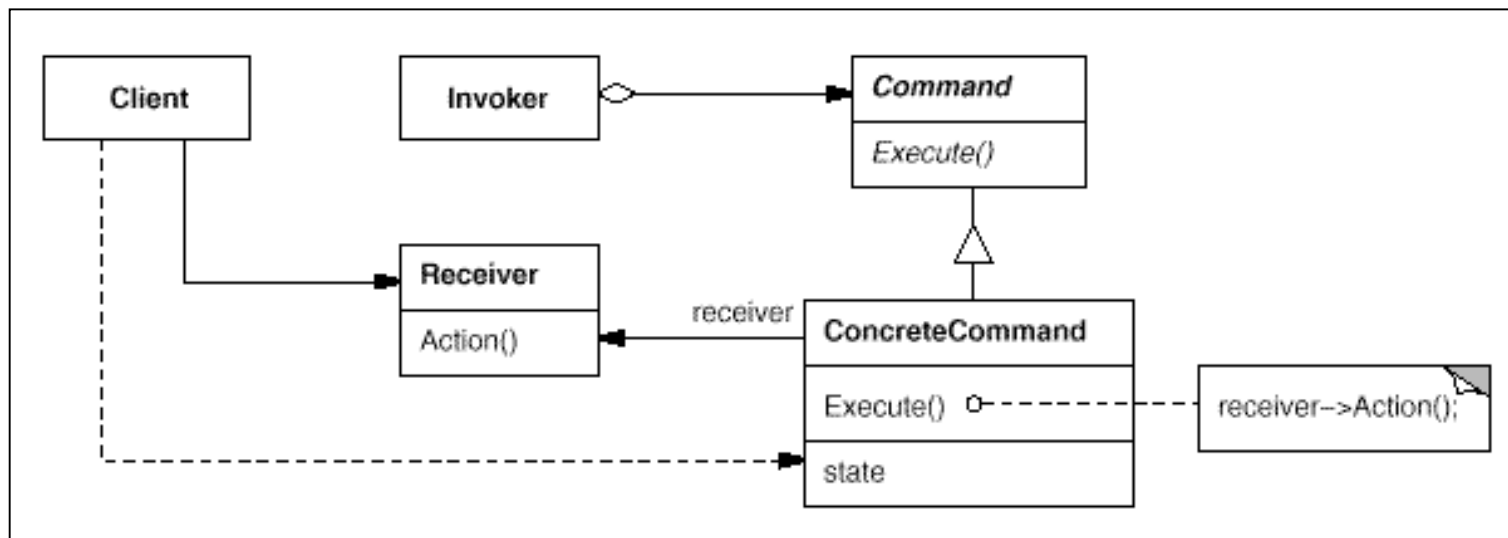 Client
Invoker
Command
Execute()
Receiver
Action()
receiver
ConcreteCommand
Execute()
receiver–>Action();
state